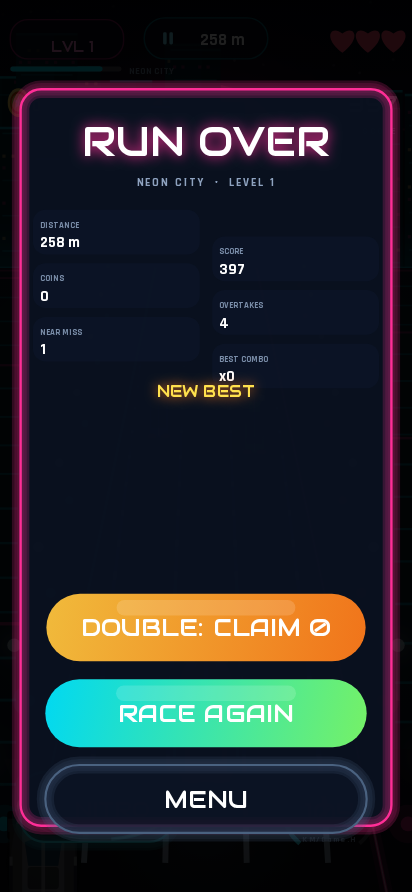 LVL 1
258 m
NEON CITY
RUN OVER
NEON CITY · LEVEL 1
DISTANCE
258 m
SCORE
397
COINS
0
OVERTAKES
4
NEAR MISS
1
BEST COMBO
x0
NEW BEST
DOUBLE: CLAIM 0
RACE AGAIN
MENU